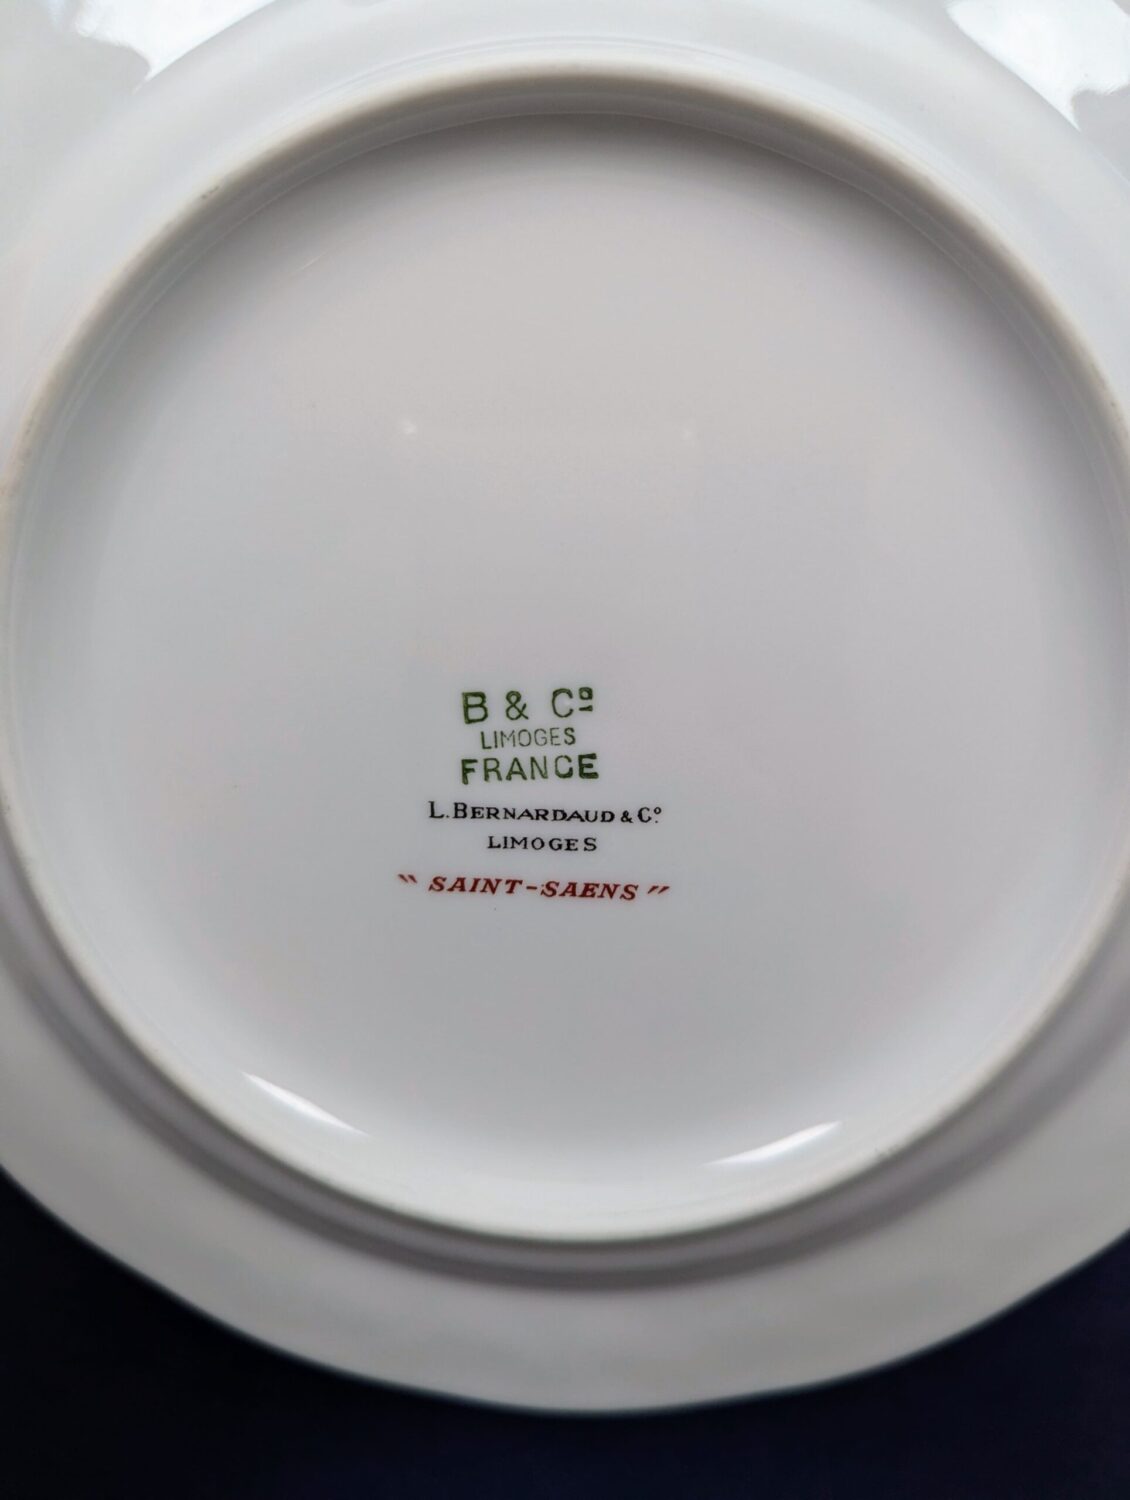 B & Cº
LIMOGES
FRANCE
L. BERNARDAUD & Cº
LIMOGES
" SAINT-SAENS "